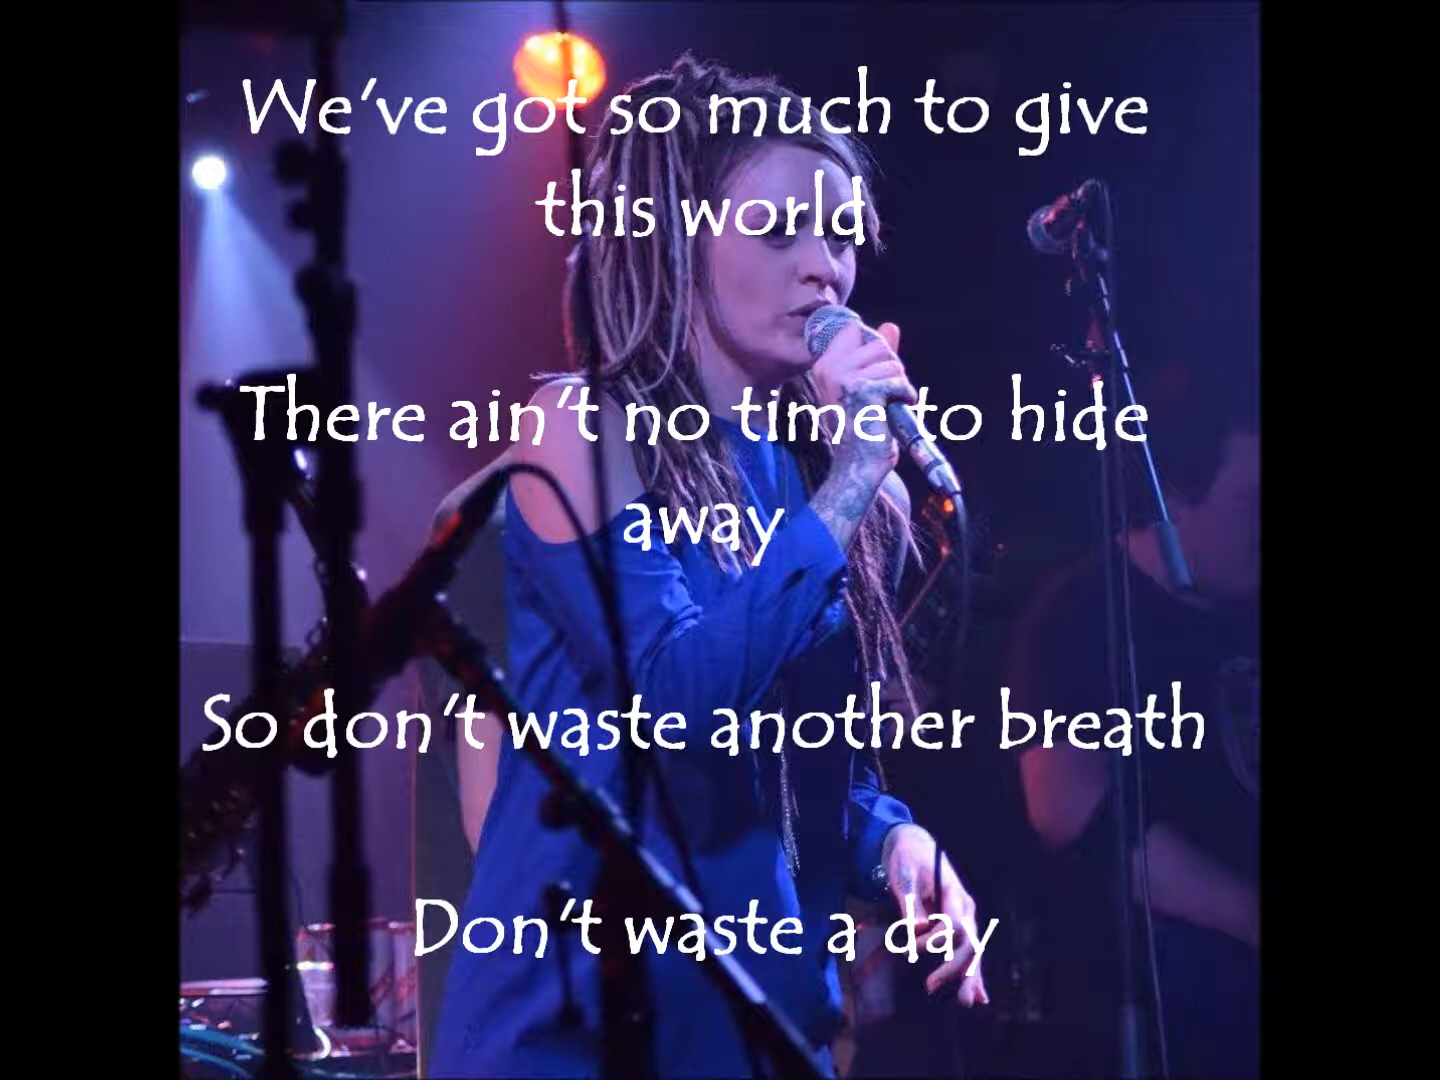 We've got so much to give
this world
There ain't no time to hide
away
So don't waste another breath
Don't waste a day